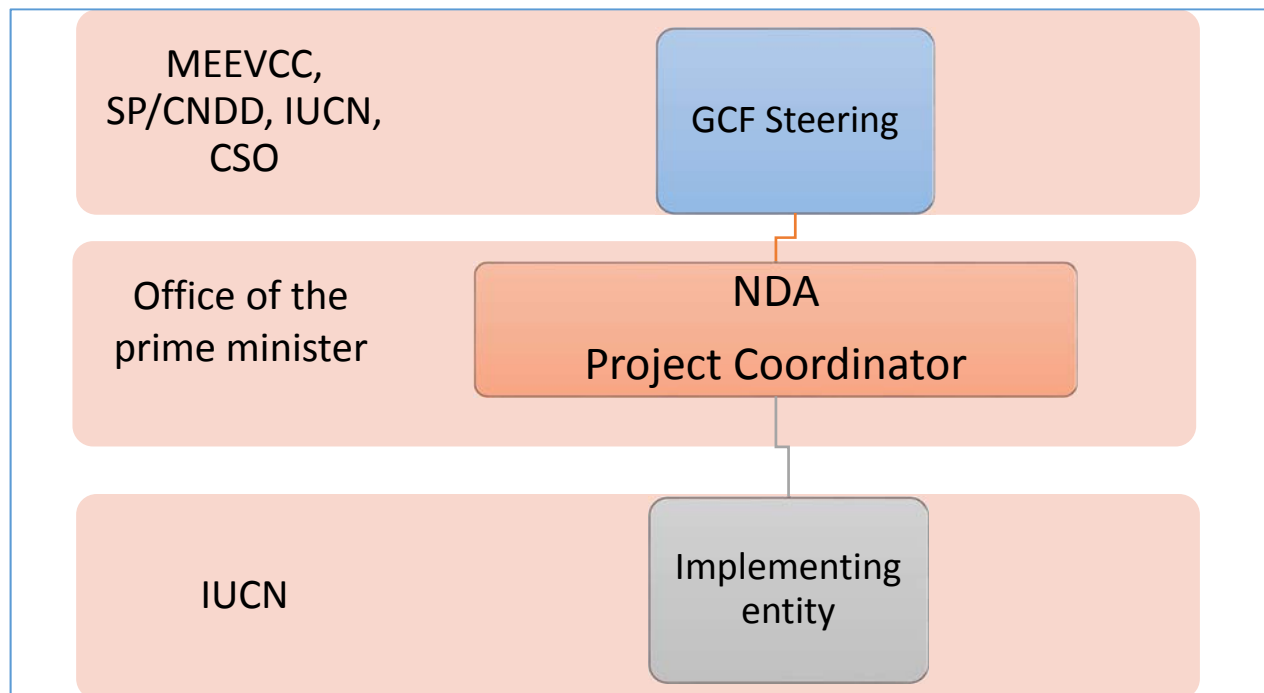 MEEVCC,
SP/CNDD, IUCN,
CSO
GCF Steering
Office of the
prime minister
NDA
Project Coordinator
IUCN
Implementing
entity